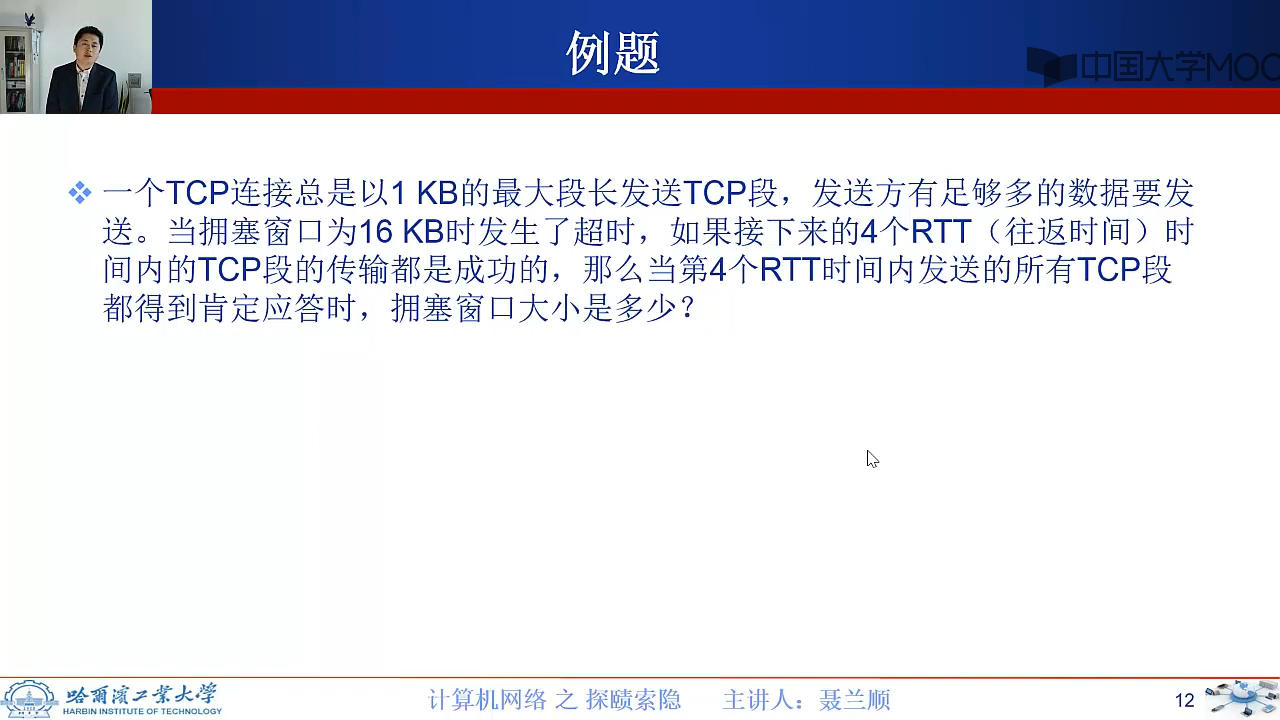 例题
中国大学MOO
一个TCP连接总是以1 KB的最大段长发送TCP段，发送方有足够多的数据要发
送。当拥塞窗口为16 KB时发生了超时，如果接下来的4个RTT（往返时间）时
间内的TCP段的传输都是成功的，那么当第4个RTT时间内发送的所有TCP段
都得到肯定应答时，拥塞窗口大小是多少？
哈爾濱工業大學
HARBIN INSTITUTE OF TECHNOLOGY
计算机网络 之 探赜索隐 主讲人：聂兰顺
12